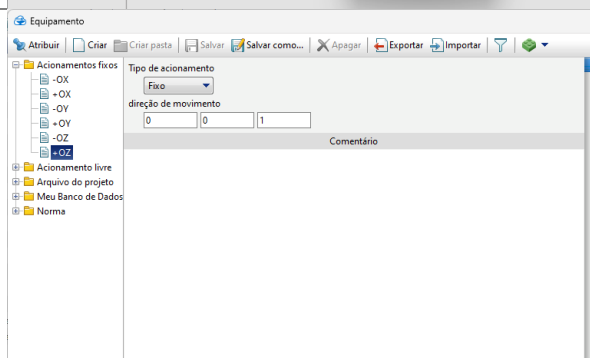 Equipamento
Atribuir Criar Criar pasta Salvar Salvar como... Apagar Exportar Importar
Acionamentos fixos
-OX
+OX
-OY
+OY
-OZ
+OZ
Acionamento livre
Arquivo do projeto
Meu Banco de Dados
Norma
Tipo de acionamento
Fixo
direção de movimento
0 0 1
Comentário